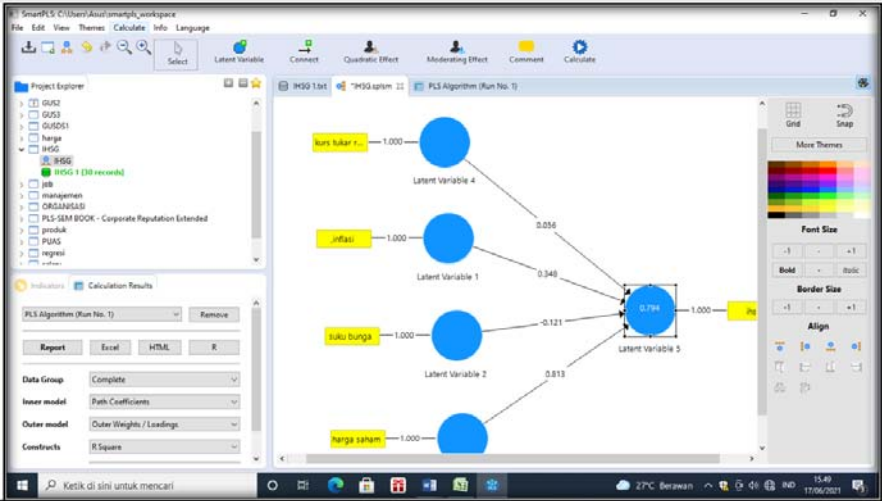 SmartPLS: C:\Users\Asus\smartpls_workspace
File Edit View Themes Calculate Info Language
Select
Latent Variable
Connect
Quadratic Effect
Moderating Effect
Comment
Calculate
Project Explorer
GUS2
GUS3
GUSDS1
harga
IHSG
IHSG
IHSG 1 [30 records]
job
manajemen
ORGANISASI
PLS-SEM BOOK - Corporate Reputation Extended
produk
PUAS
regresi
IHSG 1.txt
*IHSG.splsm
PLS Algorithm (Run No. 1)
kurs tukar r...
1.000
Latent Variable 4
0.056
_inflasi
1.000
Latent Variable 1
0.348
suku bunga
1.000
Latent Variable 2
-0.121
harga saham
1.000
0.813
0.794
Latent Variable 5
1.000
Grid
Snap
More Themes
Font Size
-1
+1
Bold
-
Italic
Border Size
-1
-
+1
Align
Indicators
Calculation Results
PLS Algorithm (Run No. 1)
Remove
Report
Excel
HTML
R
Data Group
Complete
Inner model
Path Coefficients
Outer model
Outer Weights / Loadings
Constructs
R Square
Ketik di sini untuk mencari
27°C Berawan
IND
15.49
17/06/2021